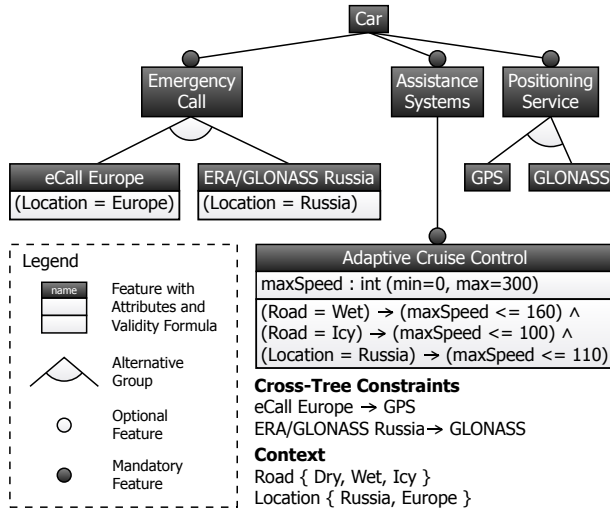 Car
Emergency
Call
Assistance
Systems
Positioning
Service
eCall Europe
(Location = Europe)
ERA/GLONASS Russia
(Location = Russia)
GPS
GLONASS
Adaptive Cruise Control
maxSpeed : int (min=0, max=300)
(Road = Wet) → (maxSpeed <= 160) ∧
(Road = Icy) → (maxSpeed <= 100) ∧
(Location = Russia) → (maxSpeed <= 110)
Legend
name
Feature with
Attributes and
Validity Formula
Alternative
Group
Optional
Feature
Mandatory
Feature
Cross-Tree Constraints
eCall Europe → GPS
ERA/GLONASS Russia→ GLONASS
Context
Road { Dry, Wet, Icy }
Location { Russia, Europe }